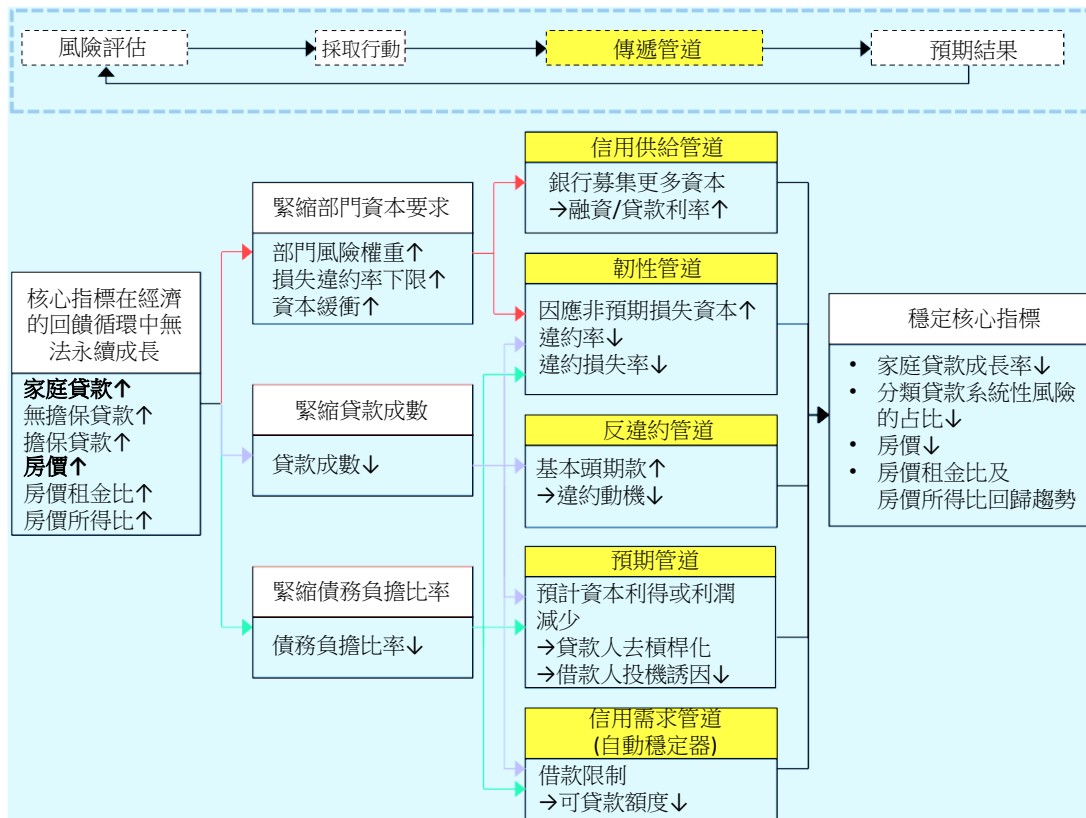 風險評估
採取行動
傳遞管道
預期結果
核心指標在經濟
的回饋循環中無
法永續成長
家庭貸款↑
無擔保貸款↑
擔保貸款↑
房價↑
房價租金比↑
房價所得比↑
緊縮部門資本要求
部門風險權重↑
損失違約率下限↑
資本緩衝↑
緊縮貸款成數
貸款成數↓
緊縮債務負擔比率
債務負擔比率↓
信用供給管道
銀行募集更多資本
→融資/貸款利率↑
韌性管道
因應非預期損失資本↑
違約率↓
違約損失率↓
反違約管道
基本頭期款↑
→違約動機↓
預期管道
預計資本利得或利潤
減少
→貸款人去槓桿化
→借款人投機誘因↓
信用需求管道
(自動穩定器)
借款限制
→可貸款額度↓
穩定核心指標
• 家庭貸款成長率↓
• 分類貸款系統性風險
的占比↓
• 房價↓
• 房價租金比及
房價所得比回歸趨勢